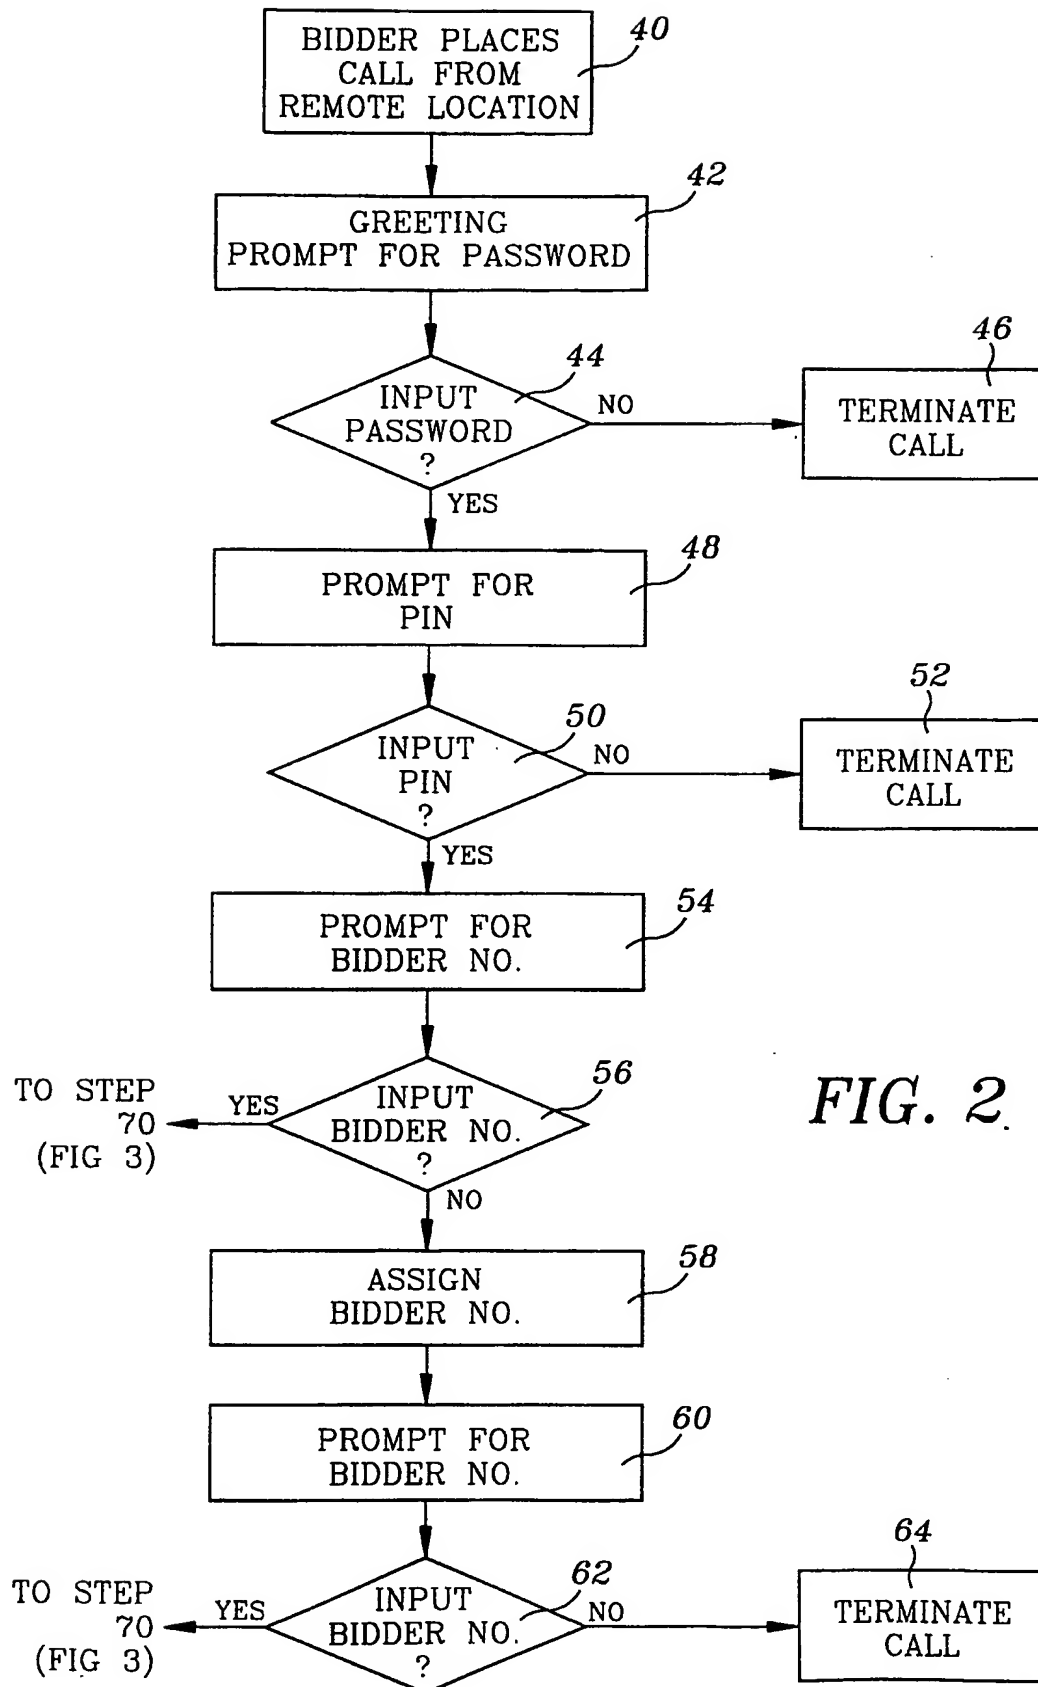 BIDDER PLACES
CALL FROM
REMOTE LOCATION
40
GREETING
PROMPT FOR PASSWORD
42
INPUT
PASSWORD
?
44
NO
TERMINATE
CALL
46
YES
PROMPT FOR
PIN
48
INPUT
PIN
?
50
NO
TERMINATE
CALL
52
YES
PROMPT FOR
BIDDER NO.
54
INPUT
BIDDER NO.
?
56
YES
TO STEP
70
(FIG 3)
FIG. 2
NO
ASSIGN
BIDDER NO.
58
PROMPT FOR
BIDDER NO.
60
INPUT
BIDDER NO.
?
62
YES
TO STEP
70
(FIG 3)
NO
TERMINATE
CALL
64